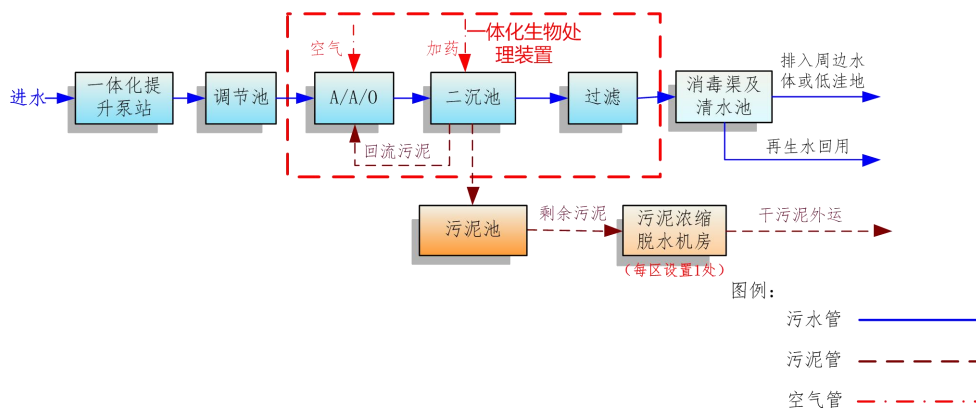 一体化生物处
理装置
空气
加药
进水
一体化提
升泵站
调节池
A/A/O
二沉池
过滤
消毒渠及
清水池
排入周边水
体或低洼地
再生水回用
回流污泥
污泥池
剩余污泥
污泥浓缩
脱水机房
（每区设置1处）
干污泥外运
图例：
污水管
污泥管
空气管